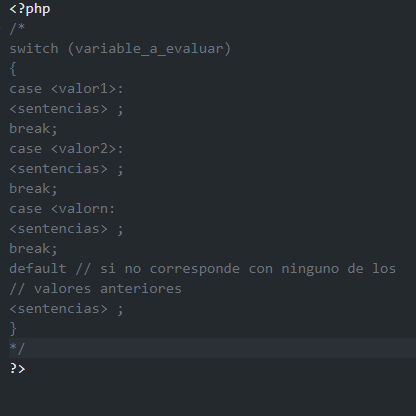 <?php
/*
switch (variable_a_evaluar)
{
case <valor1>:
<sentencias> ;
break;
case <valor2>:
<sentencias> ;
break;
case <valorn:
<sentencias> ;
break;
default // si no corresponde con ninguno de los
// valores anteriores
<sentencias> ;
}
*/
?>